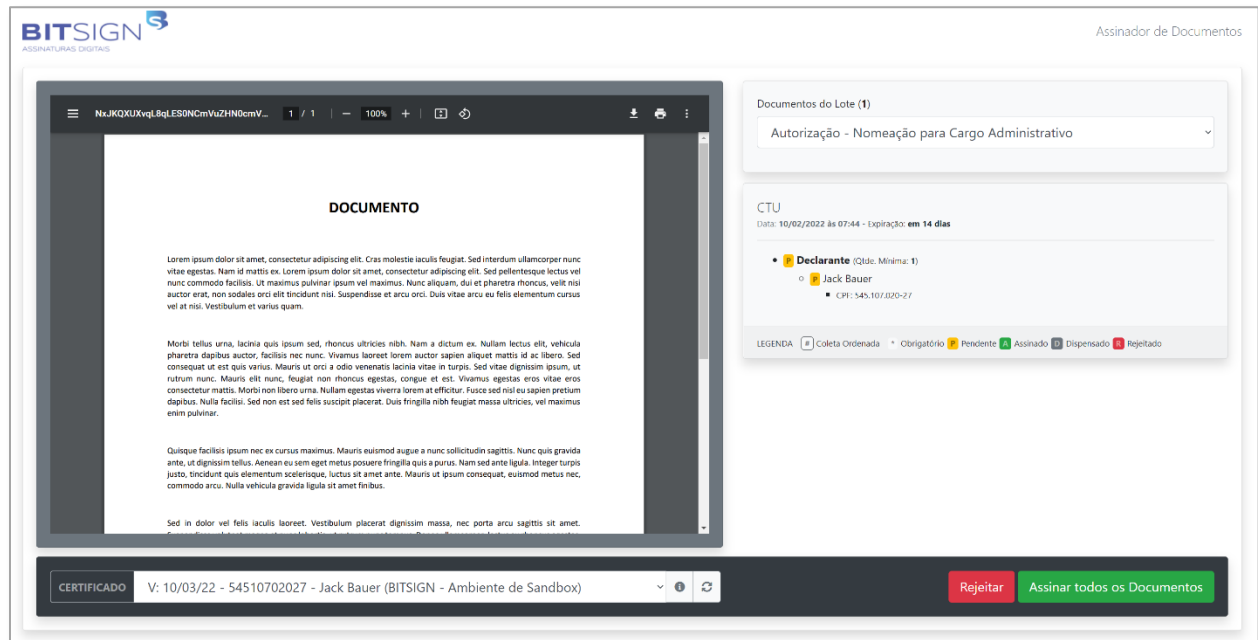 BITSIGN
ASSINATURAS DIGITAIS
Assinador de Documentos
NxJKQXUXvqL8qLES0NCmVuZHN0cmV... 1 / 1 100%
DOCUMENTO
Lorem ipsum dolor sit amet, consectetur adipiscing elit. Cras molestie iaculis feugiat. Sed interdum ullamcorper nunc
vitae egestas. Nam id mattis ex. Lorem ipsum dolor sit amet, consectetur adipiscing elit. Sed pellentesque lectus vel
nunc commodo facilisis. Ut maximus pulvinar ipsum vel maximus. Nunc aliquam, dui et pharetra rhoncus, velit nisi
auctor erat, non sodales orci elit tincidunt nisi. Suspendisse et arcu orci. Duis vitae arcu eu felis elementum cursus
vel at nisi. Vestibulum et varius quam.
Morbi tellus urna, lacinia quis ipsum sed, rhoncus ultricies nibh. Nam a dictum ex. Nullam lectus elit, vehicula
pharetra dapibus auctor, facilisis nec nunc. Vivamus laoreet lorem auctor sapien aliquet mattis id ac libero. Sed
consequat ut est quis varius. Mauris ut orci a odio venenatis lacinia vitae in turpis. Sed vitae dignissim ipsum, ut
rutrum nunc. Mauris elit nunc, feugiat non rhoncus egestas, congue et est. Vivamus egestas eros vitae eros
consectetur mattis. Morbi non libero urna. Nullam egestas viverra lorem at efficitur. Fusce sed nisl eu sapien pretium
dapibus. Nulla facilisi. Sed non est sed felis suscipit placerat. Duis fringilla nibh feugiat massa ultricies, vel maximus
enim pulvinar.
Quisque facilisis ipsum nec ex cursus maximus. Mauris euismod augue a nunc sollicitudin sagittis. Nunc quis gravida
ante, ut dignissim tellus. Aenean eu sem eget metus posuere fringilla quis a purus. Nam sed ante ligula. Integer turpis
justo, tincidunt quis elementum scelerisque, luctus sit amet ante. Mauris ut ipsum consequat, euismod metus nec,
commodo arcu. Nulla vehicula gravida ligula sit amet finibus.
Sed in dolor vel felis iaculis laoreet. Vestibulum placerat dignissim massa, nec porta arcu sagittis sit amet.
Documentos do Lote (1)
Autorização - Nomeação para Cargo Administrativo
CTU
Data: 10/02/2022 às 07:44 - Expiração: em 14 dias
P Declarante (Qtde. Mínima: 1)
P Jack Bauer
CPF: 545.107.020-27
LEGENDA # Coleta Ordenada * Obrigatório P Pendente A Assinado D Dispensado R Rejeitado
CERTIFICADO V: 10/03/22 - 54510702027 - Jack Bauer (BITSIGN - Ambiente de Sandbox)
Rejeitar Assinar todos os Documentos